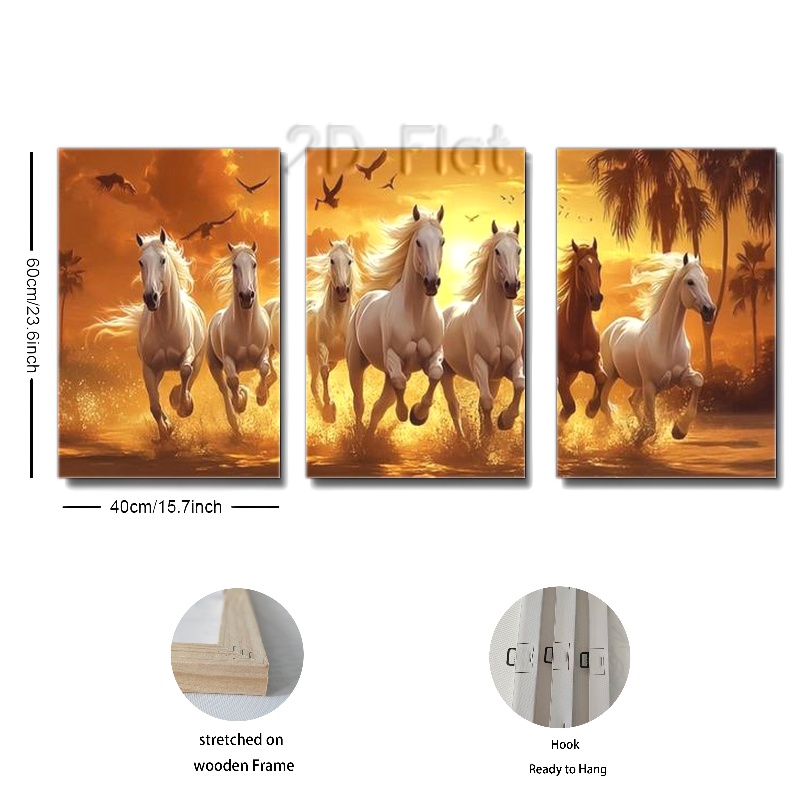 2D Flat
60cm/23.6inch
40cm/15.7inch
stretched on
wooden Frame
Hook
Ready to Hang